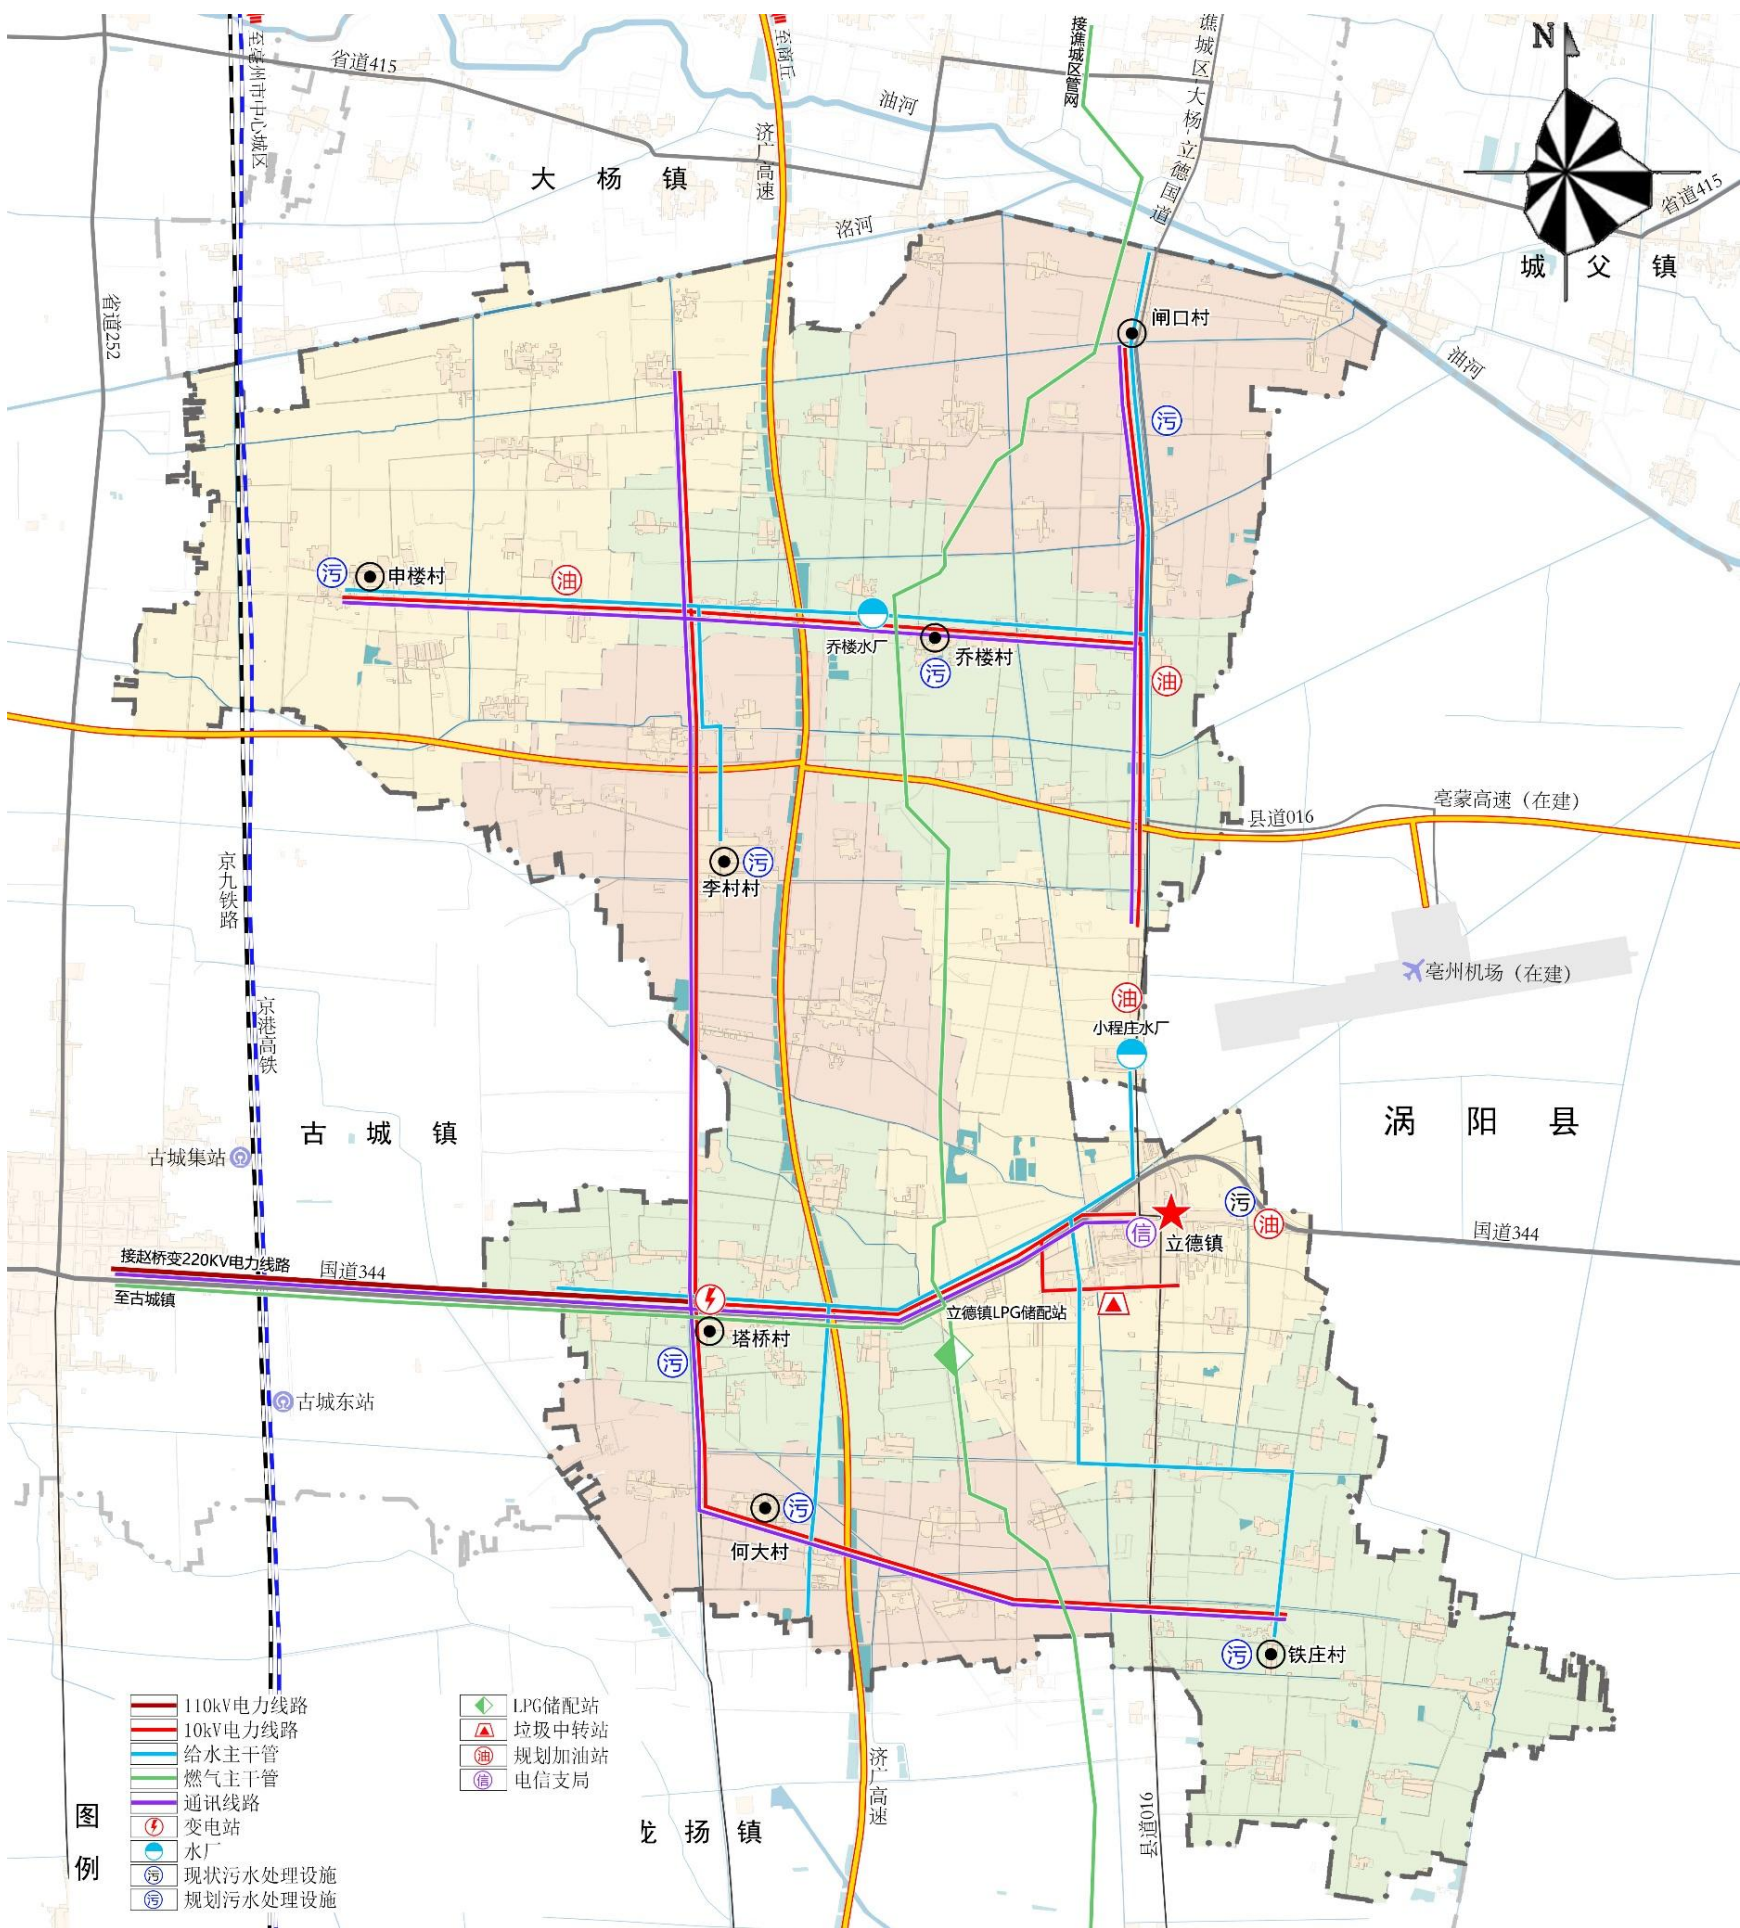 至亳州市中心城区
至商丘
接谯城区管网
谯城区大杨-立德国道
N
省道415
油河
济广高速
大杨镇
省道415
洺河
城父镇
省道252
闸口村
油河
污
污
申楼村
油
乔楼水厂
乔楼村
污
油
亳蒙高速（在建）
县道016
京九铁路
李村村
污
亳州机场（在建）
油
小程庄水厂
京港高铁
古城镇
涡阳县
古城集站
污
油
信
立德镇
国道344
接赵桥变220KV电力线路
国道344
至古城镇
立德镇LPG储配站
塔桥村
污
古城东站
污
何大村
污
铁庄村
济广高速
龙扬镇
县道016
图例
110kV电力线路
10kV电力线路
给水主干管
燃气主干管
通讯线路
变电站
水厂
污 现状污水处理设施
污 规划污水处理设施
LPG储配站
垃圾中转站
油 规划加油站
信 电信支局